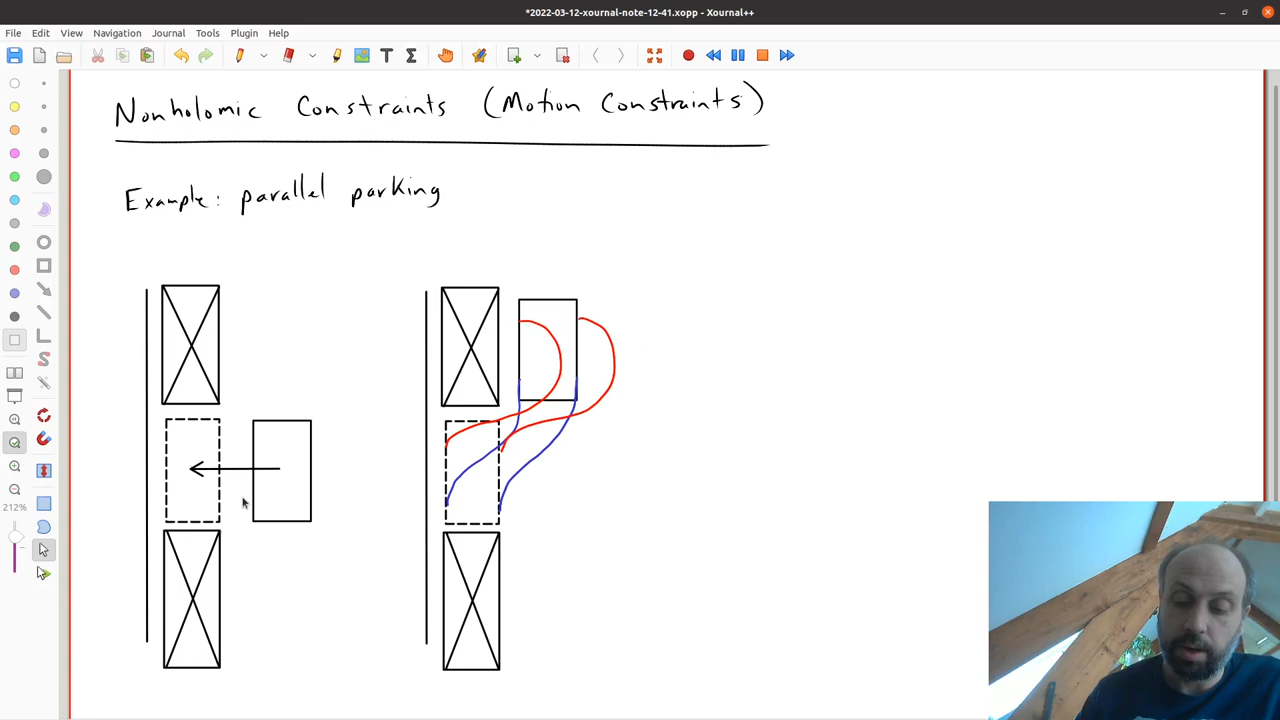 *2022-03-12-xournal-note-12-41.xopp - Xournal++
File Edit View Navigation Journal Tools Plugin Help
Nonholomic Constraints (Motion Constraints)
Example: parallel parking
212%